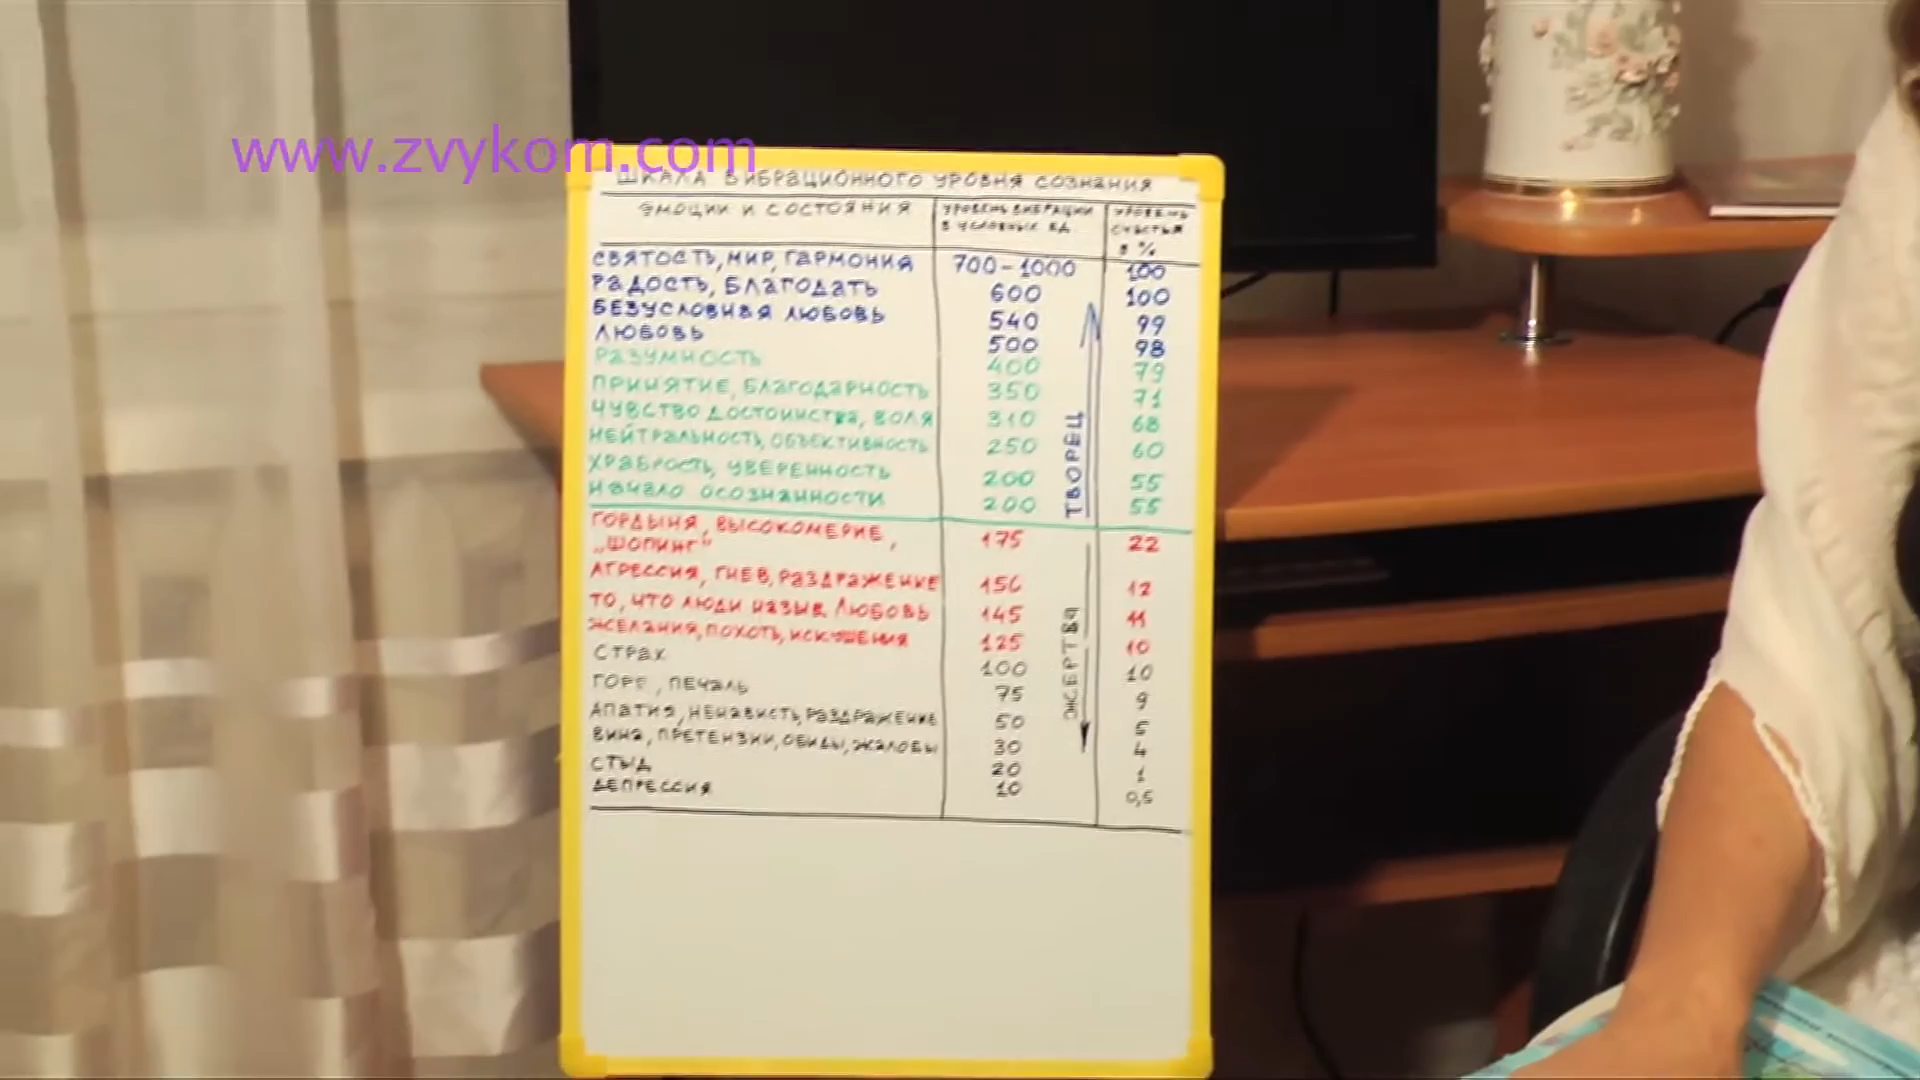 www.zvykom.com
ШКАЛА ВИБРАЦИОННОГО УРОВНЯ СОЗНАНИЯ
ЭМОЦИИ И СОСТОЯНИЯ УРОВЕНЬ ВИБРАЦИИ УРОВЕНЬ
В УСЛОВНЫХ ЕД. СЧАСТЬЯ
В %
СВЯТОСТЬ, МИР, ГАРМОНИЯ 700-1000 100
РАДОСТЬ, БЛАГОДАТЬ 600 100
БЕЗУСЛОВНАЯ ЛЮБОВЬ 540 99
ЛЮБОВЬ 500 98
РАЗУМНОСТЬ 400 79
ПРИНЯТИЕ, БЛАГОДАРНОСТЬ 350 71
ЧУВСТВО ДОСТОИНСТВА, ВОЛЯ 310 68
НЕЙТРАЛЬНОСТЬ, ОБЪЕКТИВНОСТЬ 250 60
ХРАБРОСТЬ, УВЕРЕННОСТЬ 200 55
НАЧАЛО ОСОЗНАННОСТИ 200 55
ТВОРЕЦ
ГОРДЫНЯ, ВЫСОКОМЕРИЕ, 175 22
„ШОПИНГ"
АГРЕССИЯ, ГНЕВ, РАЗДРАЖЕНИЕ 150 12
ТО, ЧТО ЛЮДИ НАЗЫВ. ЛЮБОВЬ 145 11
ЖЕЛАНИЯ, ПОХОТЬ, ИСКУШЕНИЯ 125 10
СТРАХ 100 10
ГОРЕ, ПЕЧАЛЬ 75 9
АПАТИЯ, НЕНАВИСТЬ, РАЗДРАЖЕНИЕ 50 5
ВИНА, ПРЕТЕНЗИИ, ОБИДЫ, ЖАЛОБЫ 30 4
СТЫД 20 1
ДЕПРЕССИЯ 10 0,5
ЖЕРТВА